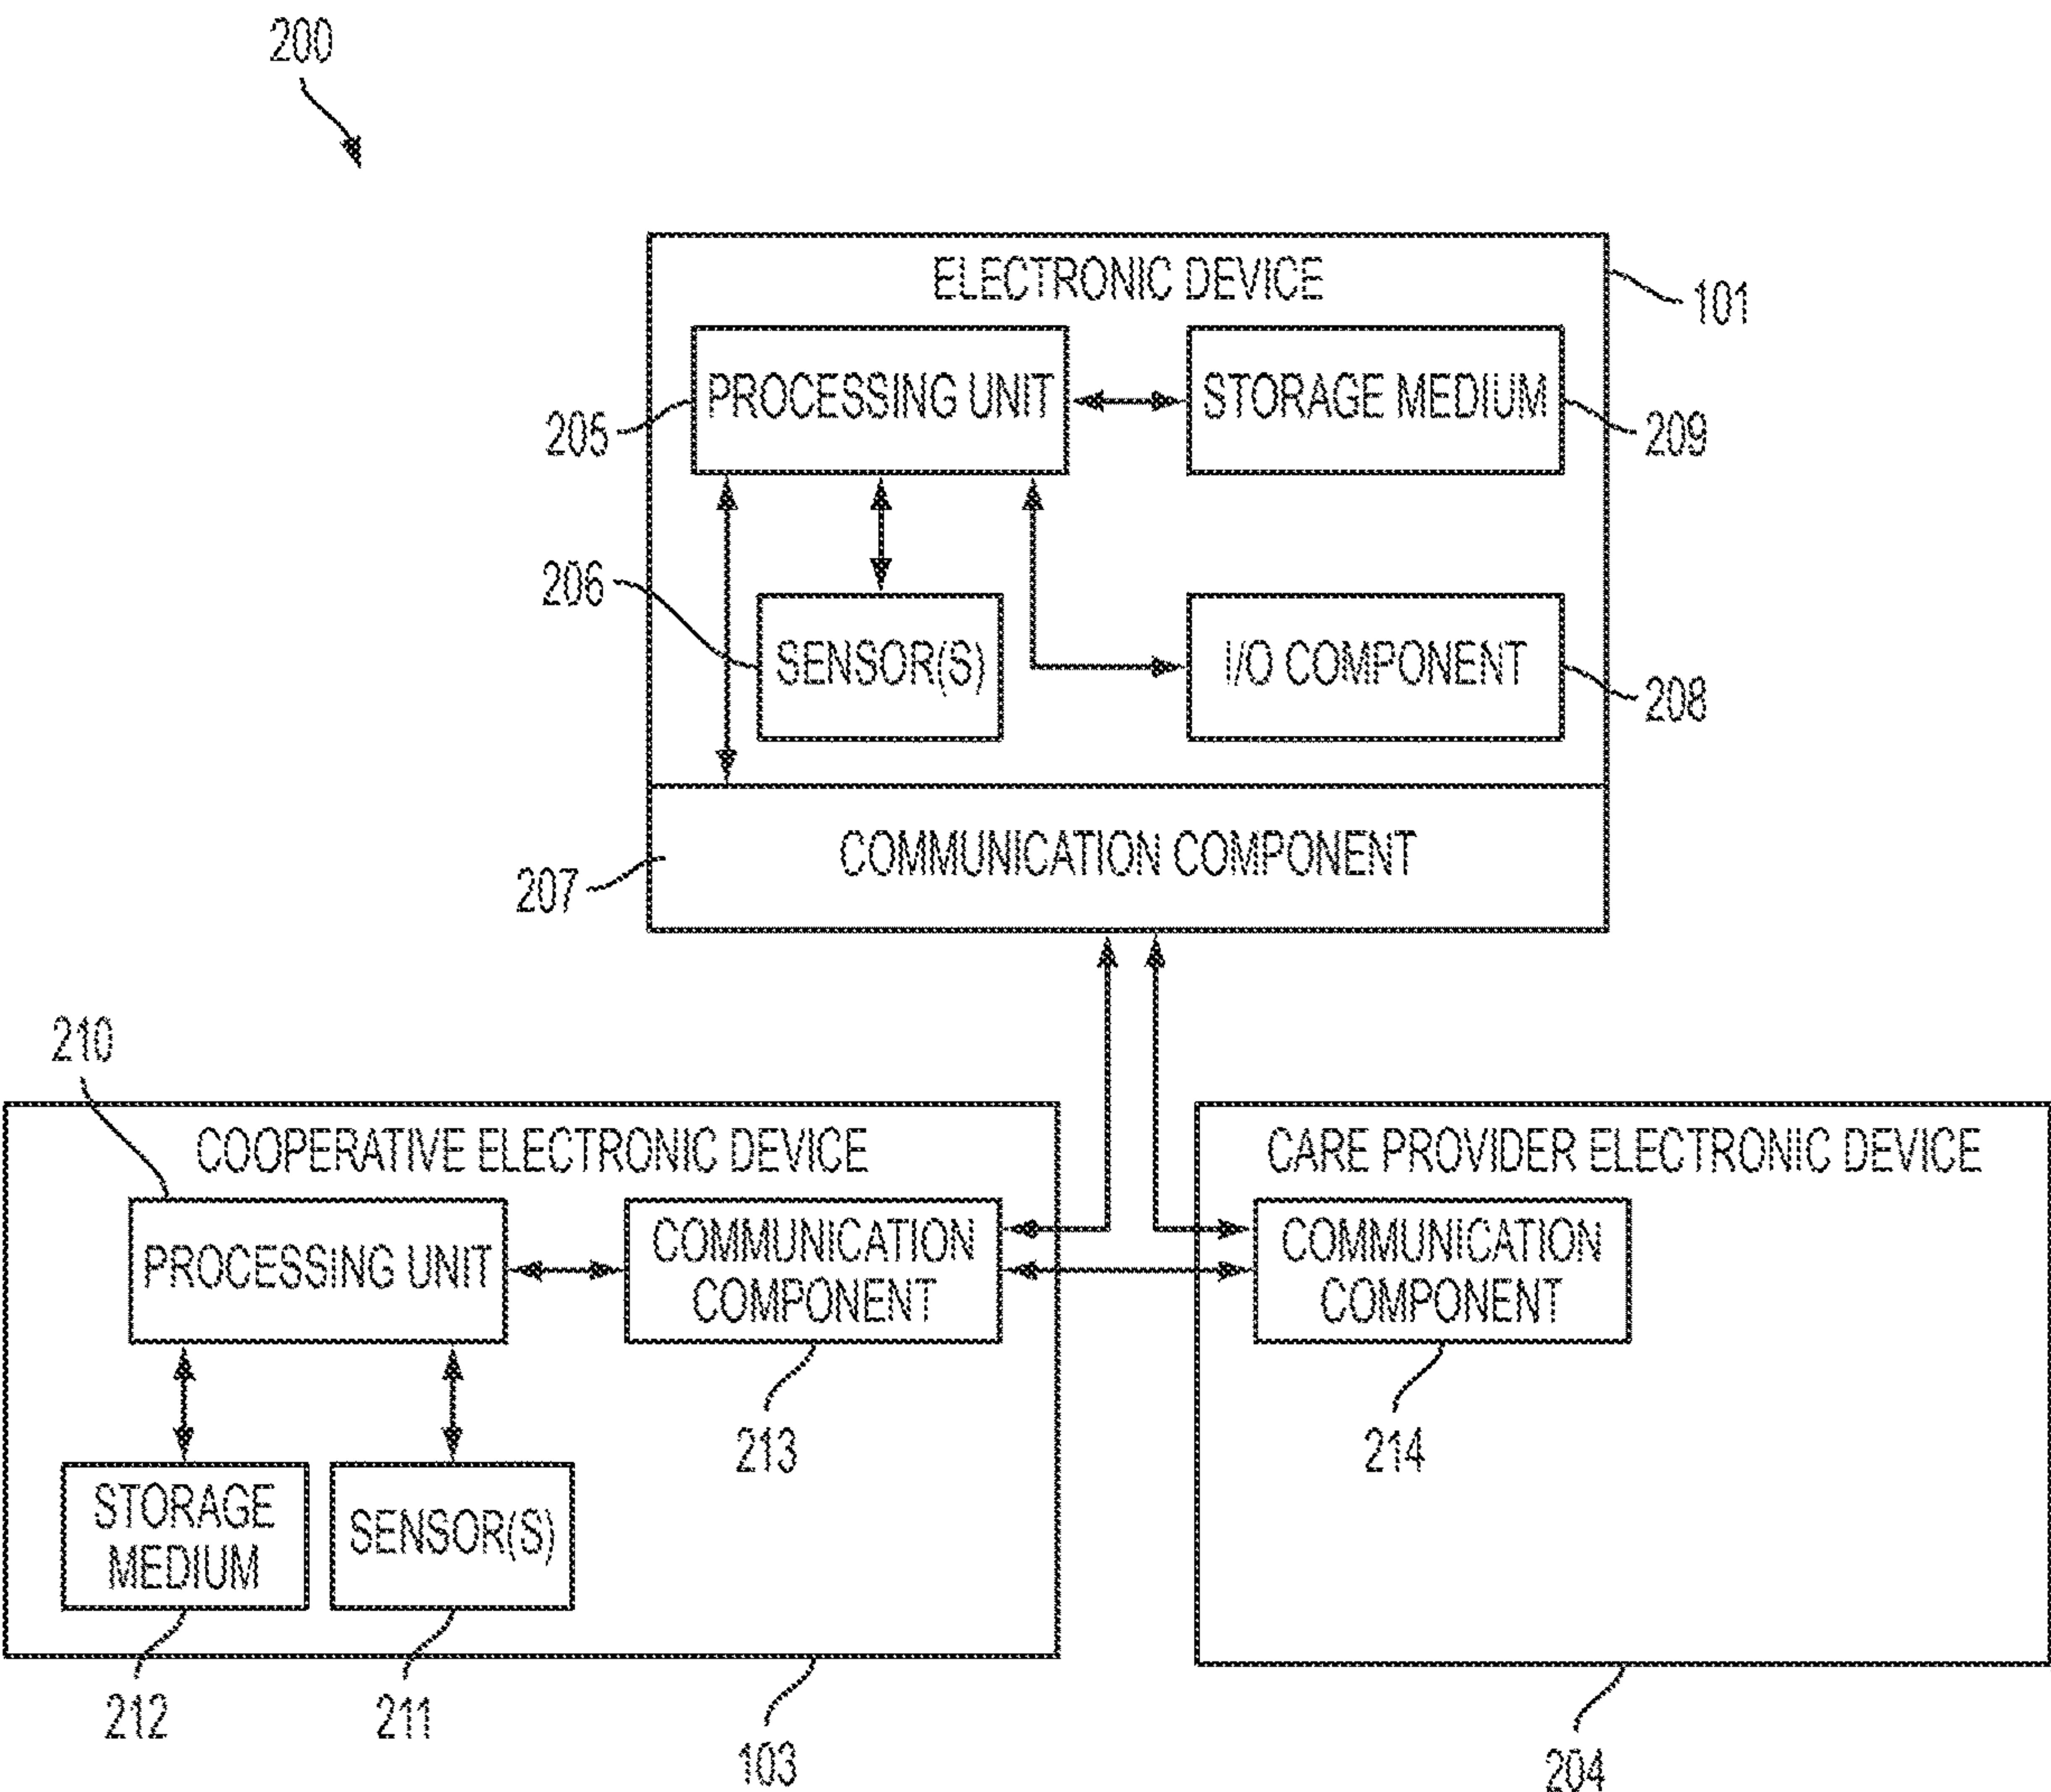 200
ELECTRONIC DEVICE
101
PROCESSING UNIT
STORAGE MEDIUM
205
209
206
SENSOR(S)
I/O COMPONENT
208
COMMUNICATION COMPONENT
207
210
COOPERATIVE ELECTRONIC DEVICE
PROCESSING UNIT
COMMUNICATION
COMPONENT
213
STORAGE
MEDIUM
SENSOR(S)
212
211
103
CARE PROVIDER ELECTRONIC DEVICE
COMMUNICATION
COMPONENT
214
204